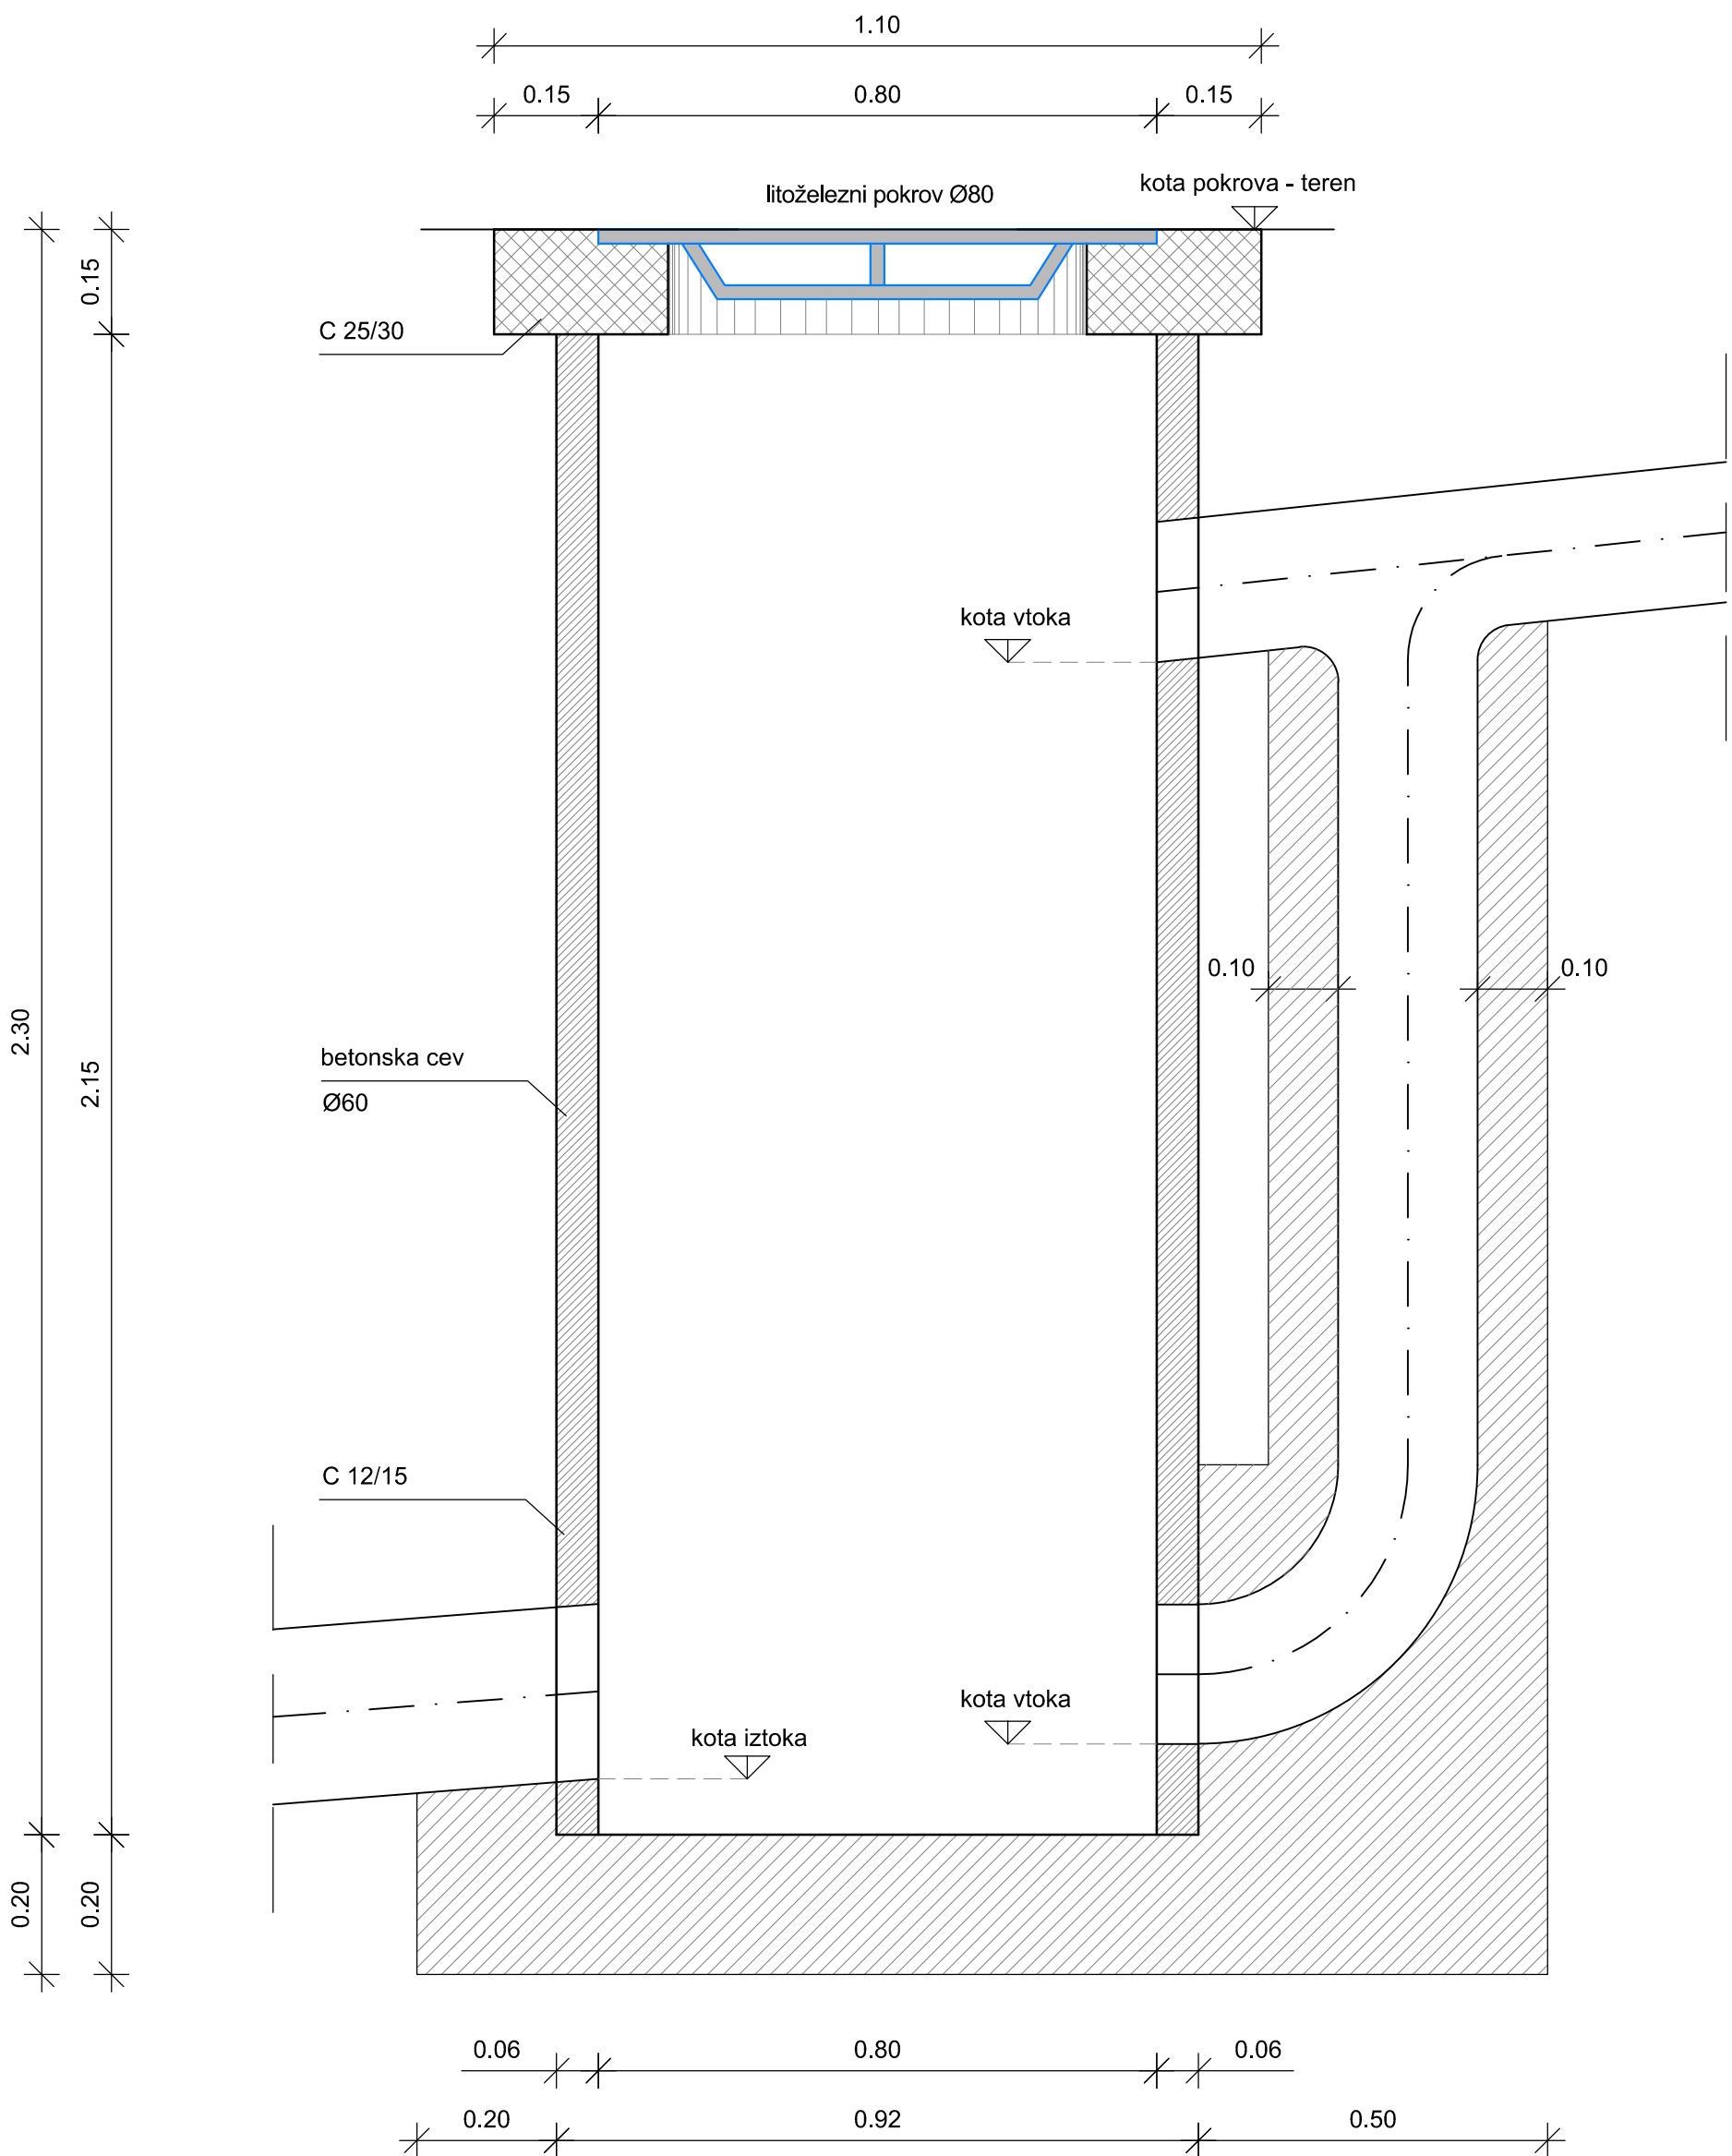 1.10
0.15
0.80
0.15
litoželezni pokrov Ø80
kota pokrova - teren
0.15
C 25/30
kota vtoka
0.10
0.10
2.30
2.15
betonska cev
Ø60
C 12/15
kota vtoka
kota iztoka
0.20
0.20
0.06
0.80
0.06
0.20
0.92
0.50